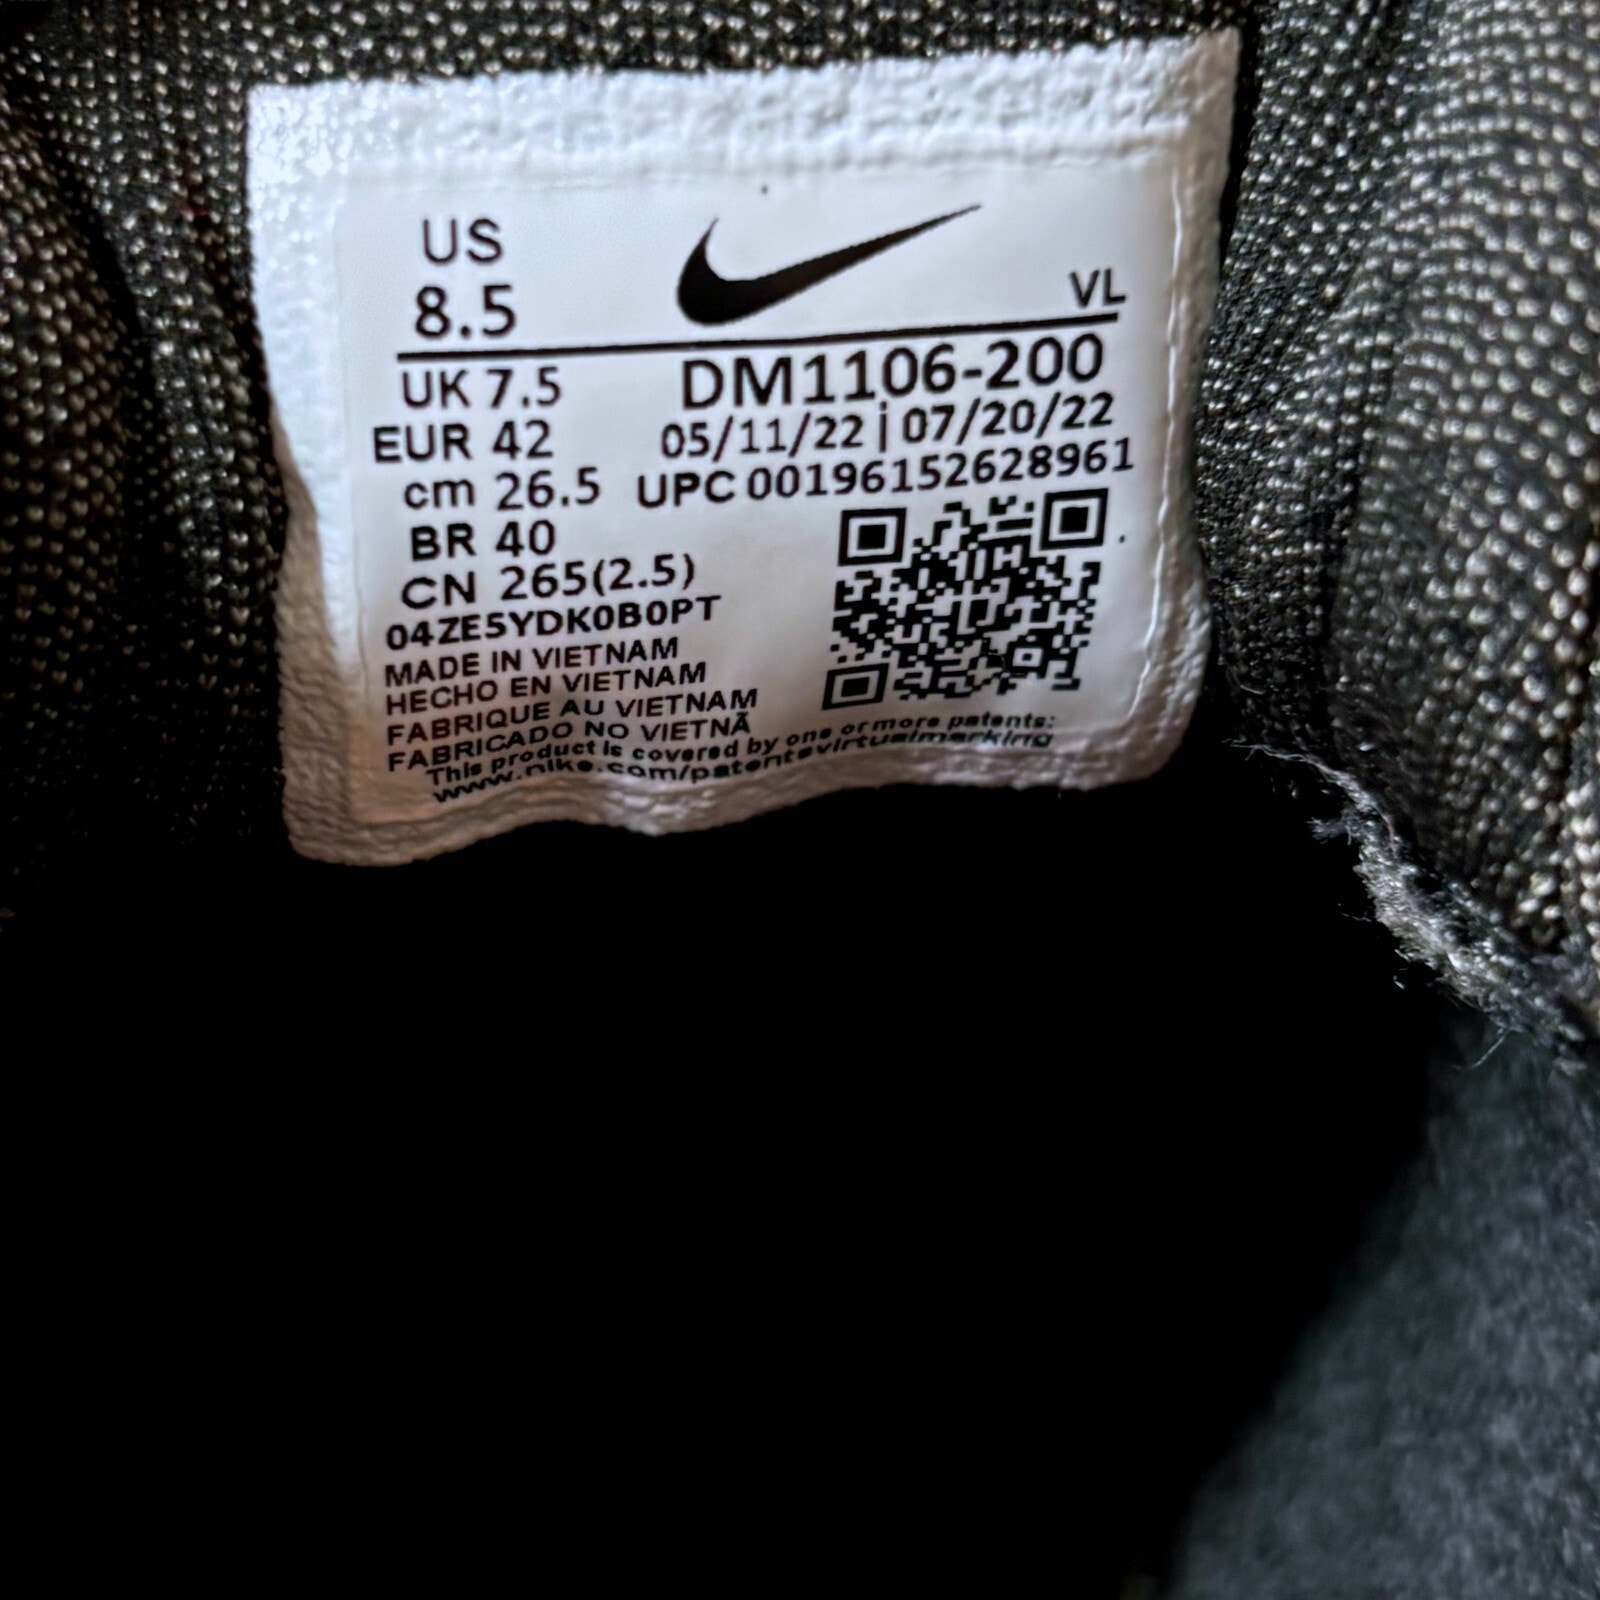 US
8.5
VL
UK 7.5
DM1106-200
EUR 42
05/11/22 | 07/20/22
cm 26.5
UPC 00196152628961
BR 40
CN 265(2.5)
04ZE5YDK0B0PT
MADE IN VIETNAM
HECHO EN VIETNAM
FABRIQUE AU VIETNAM
FABRICADO NO VIETNÃ
This product is covered by one or more patents:
www.nike.com/patentsvirtualmarking